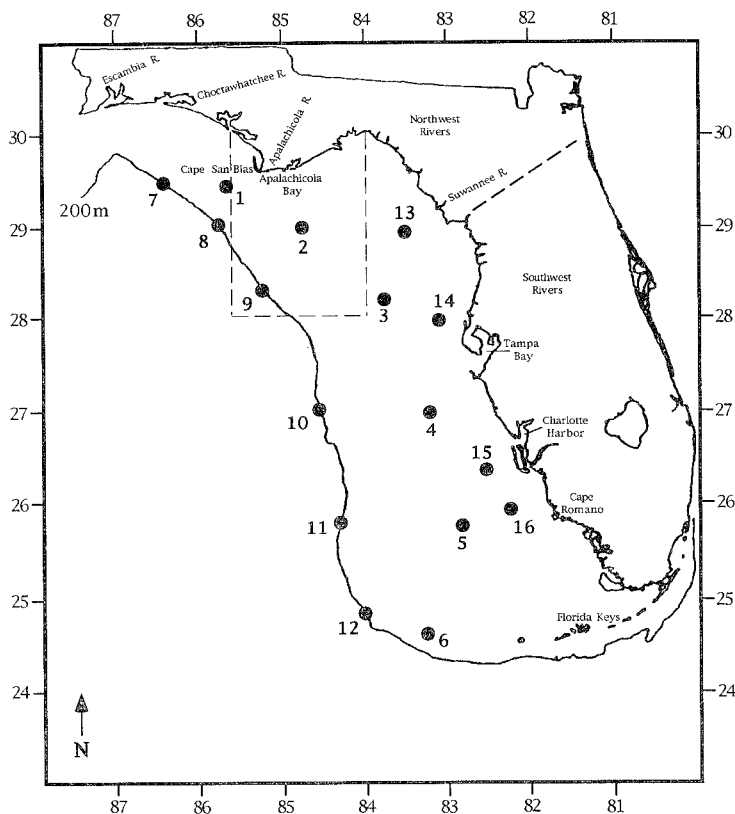 87 86 85 84 83 82 81
Escambia R.
Choctawhatchee R.
Apalachicola R.
Northwest
Rivers
30 30
Cape San Blas
Apalachicola
Bay
Suwannee R.
7 1
200m
13
29 29
8 2
Southwest
Rivers
9 3 14
28 28
Tampa
Bay
27 27
10 4
Charlotte
Harbor
15
26 26
Cape
Romano
11 5 16
25 25
12 6
Florida Keys
24 24
N
87 86 85 84 83 82 81